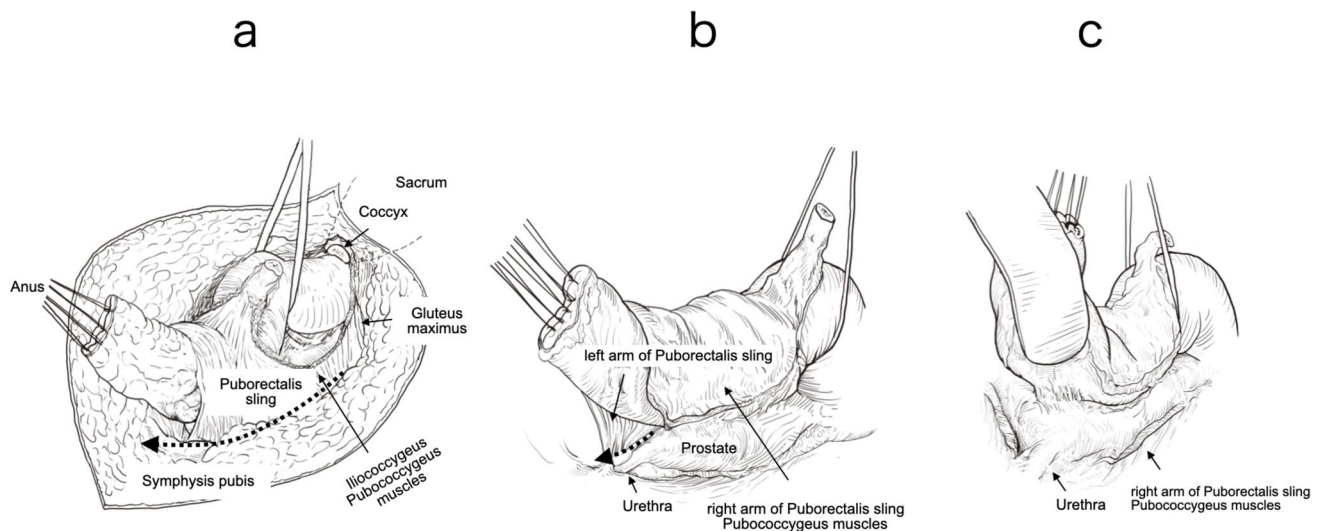 a
b
c
Sacrum
Coccyx
Anus
Gluteus
maximus
Puborectalis
sling
Symphysis pubis
Iliococcygeus
Pubococcygeus
muscles
left arm of Puborectalis sling
Prostate
Urethra
right arm of Puborectalis sling
Pubococcygeus muscles
Urethra
right arm of Puborectalis sling
Pubococcygeus muscles